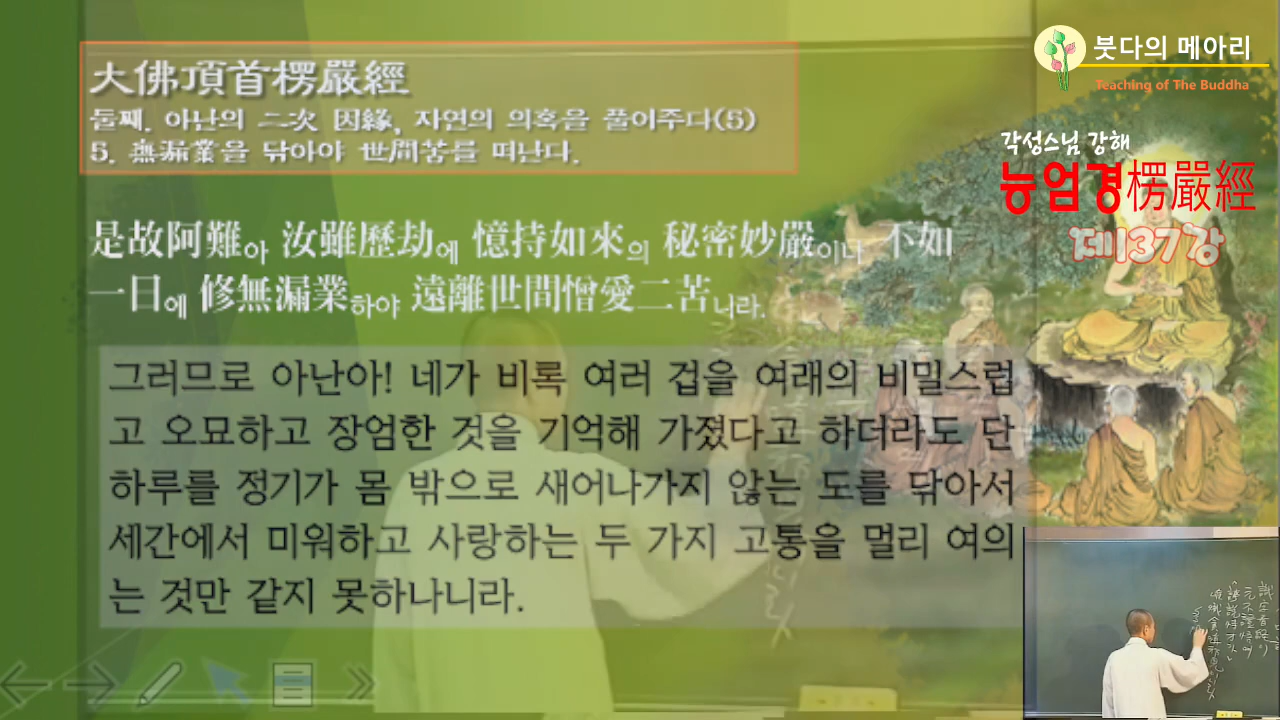 大佛頂首楞嚴經
둘째. 아난의 二次 因緣, 자연의 의혹을 풀어주다(5)
5. 無漏業을 닦아야 世間苦를 떠난다.
붓다의 메아리
Teaching of The Buddha
각성스님 강해
능엄경楞嚴經
제137강
是故阿難아 汝雖歷劫에 憶持如來의 秘密妙嚴이나 不如
一日에 修無漏業하야 遠離世間憎愛二苦니라.
그러므로 아난아! 네가 비록 여러 겁을 여래의 비밀스럽
고 오묘하고 장엄한 것을 기억해 가졌다고 하더라도 단
하루를 정기가 몸 밖으로 새어나가지 않는 도를 닦아서
세간에서 미워하고 사랑하는 두 가지 고통을 멀리 여의
는 것만 같지 못하나니라.